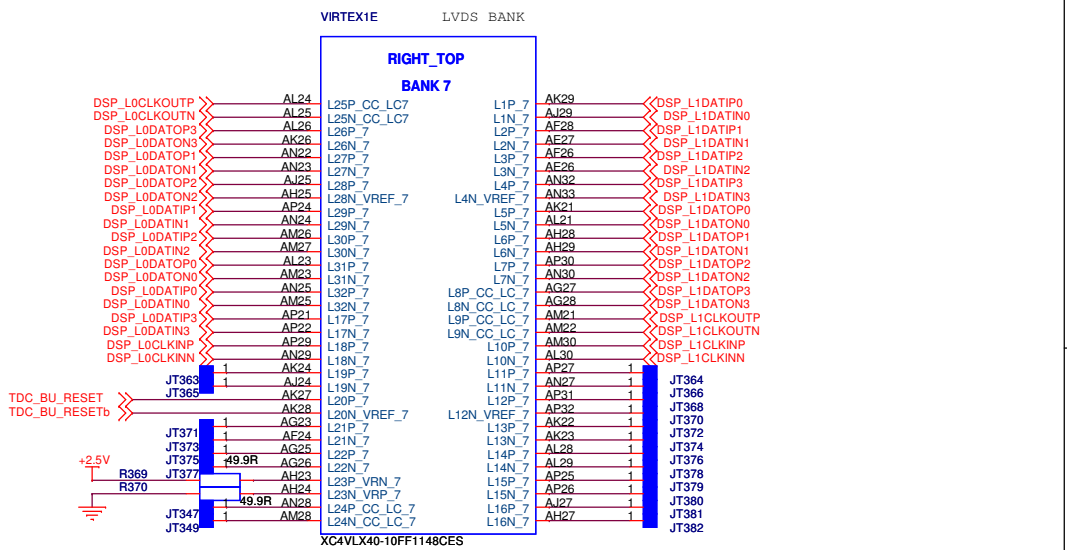 VIRTEX1E LVDS BANK
RIGHT_TOP
BANK 7
DSP_L0CLKOUTP AL24 L25P_CC_LC7 L1P_7 AK29 DSP_L1DATIP0
DSP_L0CLKOUTN AL25 L25N_CC_LC7 L1N_7 AJ29 DSP_L1DATIN0
DSP_L0DATOP3 AL26 L26P_7 L2P_7 AF28 DSP_L1DATIP1
DSP_L0DATON3 AK26 L26N_7 L2N_7 AE27 DSP_L1DATIN1
DSP_L0DATOP1 AN22 L27P_7 L3P_7 AF26 DSP_L1DATIP2
DSP_L0DATON1 AN23 L27N_7 L3N_7 AE26 DSP_L1DATIN2
DSP_L0DATOP2 AJ25 L28P_7 L4P_7 AN32 DSP_L1DATIP3
DSP_L0DATON2 AH25 L28N_VREF_7 L4N_VREF_7 AN33 DSP_L1DATIN3
DSP_L0DATIP1 AP24 L29P_7 L5P_7 AK21 DSP_L1DATOP0
DSP_L0DATIN1 AN24 L29N_7 L5N_7 AL21 DSP_L1DATON0
DSP_L0DATIP2 AM26 L30P_7 L6P_7 AH28 DSP_L1DATOP1
DSP_L0DATIN2 AM27 L30N_7 L6N_7 AH29 DSP_L1DATON1
DSP_L0DATOP0 AL23 L31P_7 L7P_7 AP30 DSP_L1DATOP2
DSP_L0DATON0 AM23 L31N_7 L7N_7 AN30 DSP_L1DATON2
DSP_L0DATIP0 AN25 L32P_7 L8P_CC_LC_7 AG27 DSP_L1DATOP3
DSP_L0DATIN0 AM25 L32N_7 L8N_CC_LC_7 AG28 DSP_L1DATON3
DSP_L0DATIP3 AP21 L17P_7 L9P_CC_LC_7 AM21 DSP_L1CLKOUTP
DSP_L0DATIN3 AP22 L17N_7 L9N_CC_LC_7 AM22 DSP_L1CLKOUTN
DSP_L0CLKINP AP29 L18P_7 L10P_7 AM30 DSP_L1CLKINP
DSP_L0CLKINN AN29 L18N_7 L10N_7 AL30 DSP_L1CLKINN
JT363 1 AK24 L19P_7 L11P_7 AP27 1 JT364
JT365 1 AJ24 L19N_7 L11N_7 AN27 1 JT366
TDC_BU_RESET AK27 L20P_7 L12P_7 AP31 1 JT368
TDC_BU_RESETb AK28 L20N_VREF_7 L12N_VREF_7 AP32 1 JT370
JT371 1 AG23 L21P_7 L13P_7 AK22 1 JT372
JT373 1 AF24 L21N_7 L13N_7 AK23 1 JT374
JT375 1 AG25 L22P_7 L14P_7 AL28 1 JT376
JT377 1 49.9R AG26 L22N_7 L14N_7 AL29 1 JT378
+2.5V R369 AH23 L23P_VRN_7 L15P_7 AP25 1 JT379
R370 49.9R AH24 L23N_VRP_7 L15N_7 AP26 1 JT380
JT347 1 AN28 L24P_CC_LC_7 L16P_7 AJ27 1 JT381
JT349 1 AM28 L24N_CC_LC_7 L16N_7 AH27 1 JT382
XC4VLX40-10FF1148CES